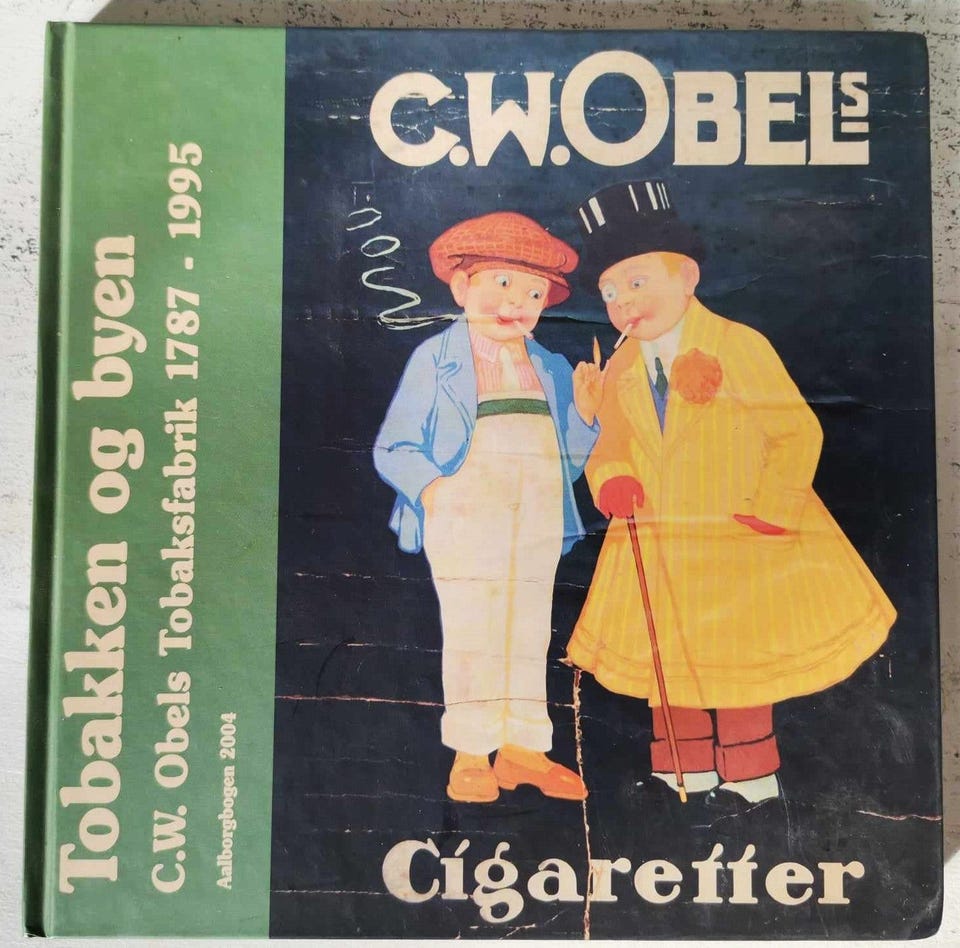 Tobakken og byen
C.W. Obels Tobaksfabrik 1787 - 1995
Aalborgbogen 2004
C.W. OBELS
Cigaretter